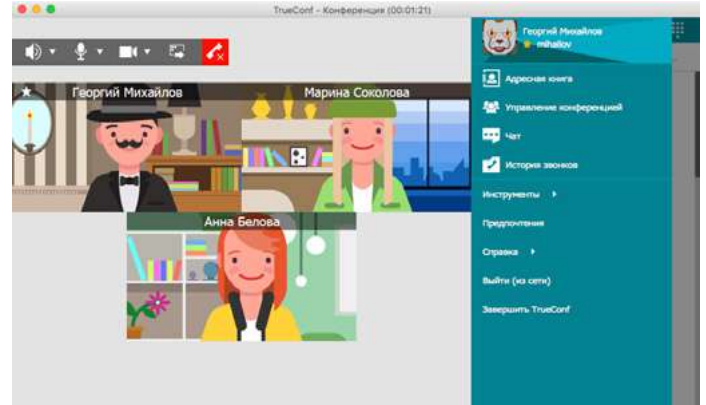 TrueConf - Конференция (00:01:21)
Георгий Михайлов
Марина Соколова
Анна Белова
Георгий Михайлов
mihailov
Адресная книга
Управление конференцией
Чат
История звонков
Инструменты
Предпочтения
Справка
Выйти (из сети)
Завершить TrueConf